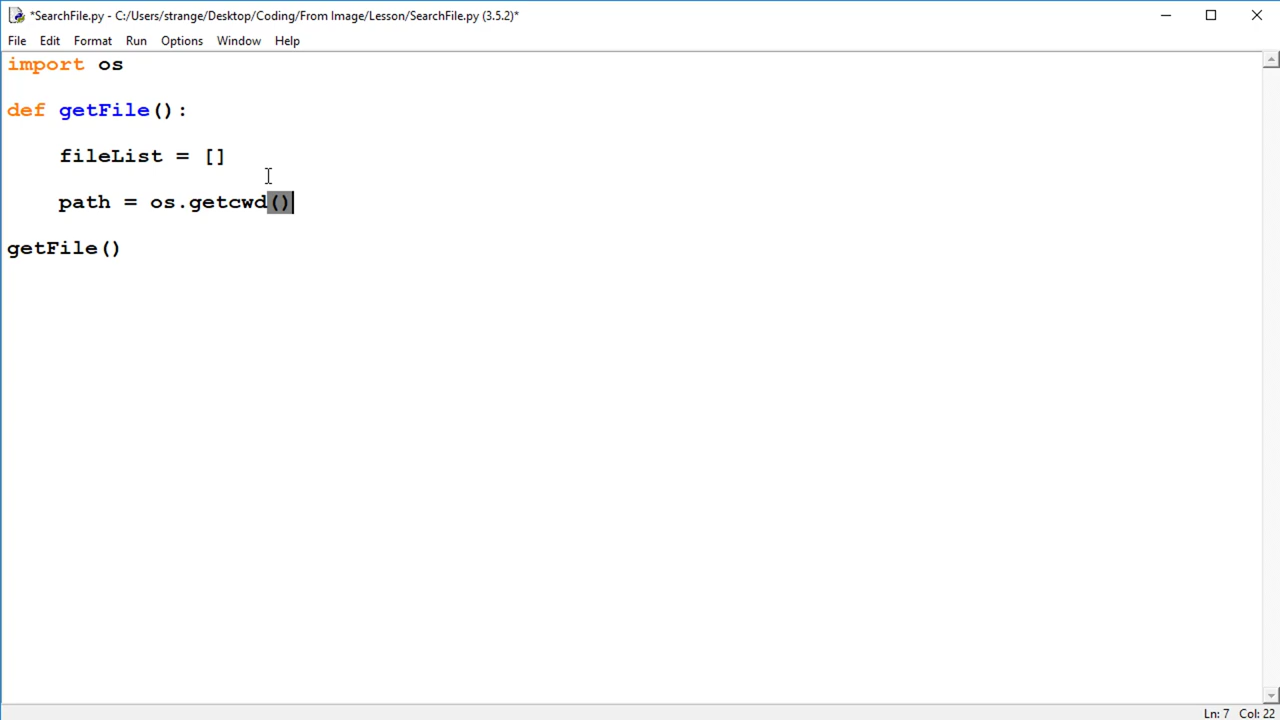 *SearchFile.py - C:/Users/strange/Desktop/Coding/From Image/Lesson/SearchFile.py (3.5.2)*
File Edit Format Run Options Window Help
import os
def getFile():
    fileList = []
    path = os.getcwd()
getFile()
Ln: 7 Col: 22